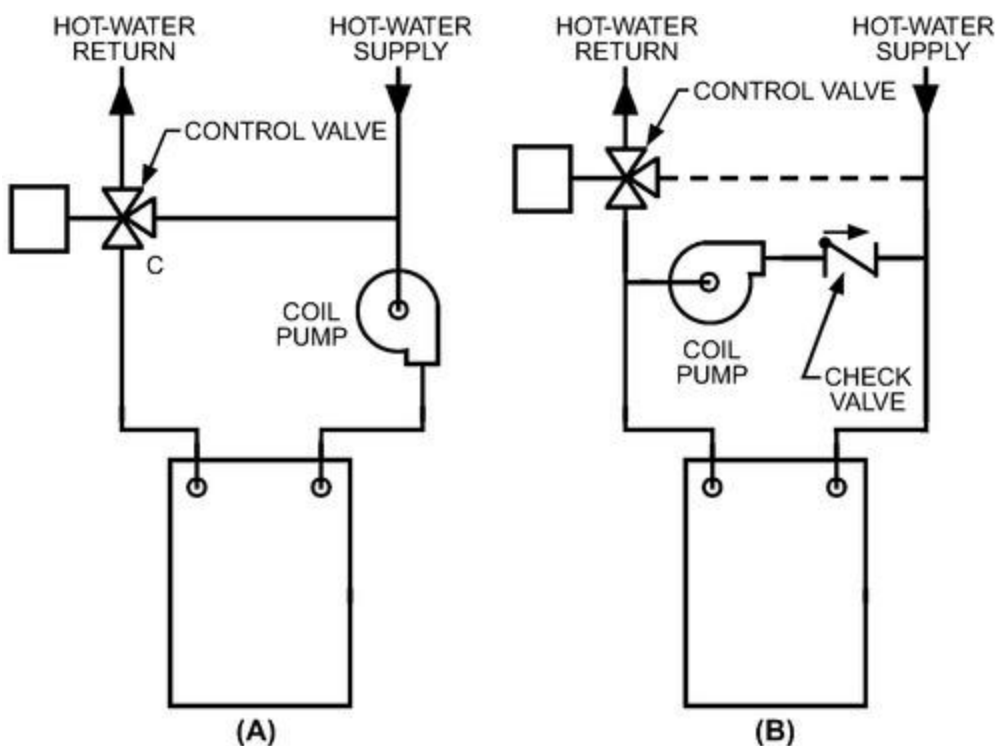 HOT-WATER
RETURN
HOT-WATER
SUPPLY
CONTROL VALVE
C
COIL
PUMP
(A)
HOT-WATER
RETURN
HOT-WATER
SUPPLY
CONTROL VALVE
COIL
PUMP
CHECK
VALVE
(B)